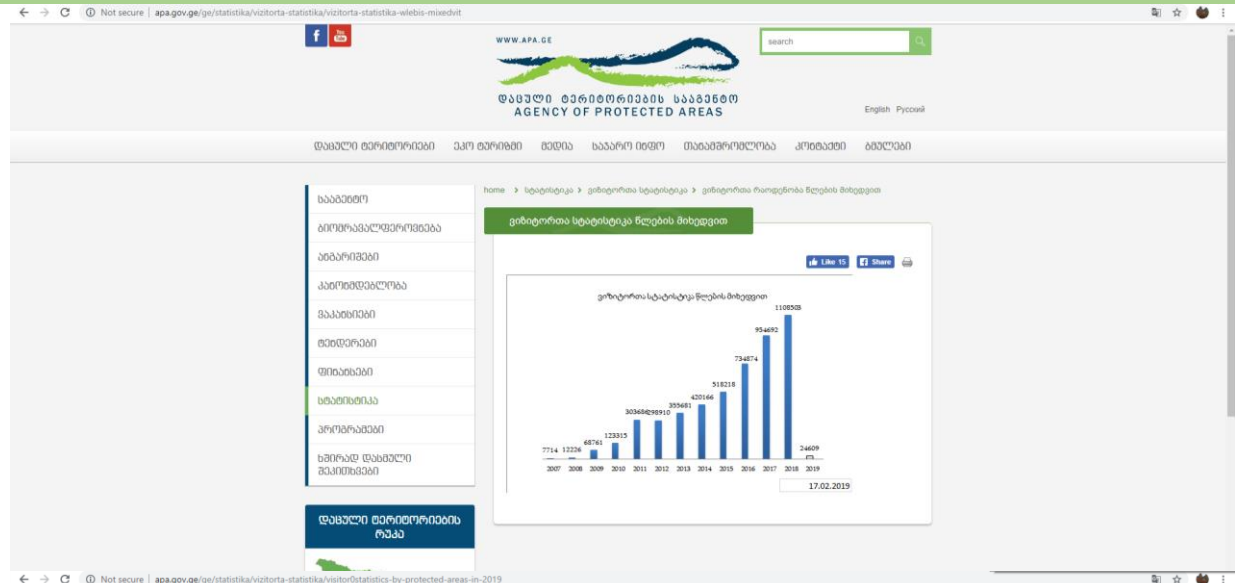 Not secure | apa.gov.ge/ge/statistika/vizitorta-statistika/vizitorta-statistika-wlebis-mixedvit
WWW.APA.GE
search
დაცული ტერიტორიების სააგენტო
AGENCY OF PROTECTED AREAS
English Русский
დაცული ტერიტორიები ეკო ტურიზმი მედია საჯარო ინფო თანამშრომლობა კონტაქტი ბმულები
home > სტატისტიკა > ვიზიტორთა სტატისტიკა > ვიზიტორთა რაოდენობა წლების მიხედვით
სააგენტო
ბიომრავალფეროვნება
ანგარიშები
კანონმდებლობა
ვაკანსიები
ტენდერები
ფინანსები
სტატისტიკა
პროგრამები
ხშირად დასმული
შეკითხვები
დაცული ტერიტორიების
რუკა
ვიზიტორთა სტატისტიკა წლების მიხედვით
Like 15 Share
ვიზიტორთა სტატისტიკა წლების მიხედვით
7714 12226 68761 123315 303686 298910 355681 420166 518218 734874 954692 1108503 24609
2007 2008 2009 2010 2011 2012 2013 2014 2015 2016 2017 2018 2019
17.02.2019
Not secure | apa.gov.ge/ge/statistika/vizitorta-statistika/visitor0statistics-by-protected-areas-in-2019